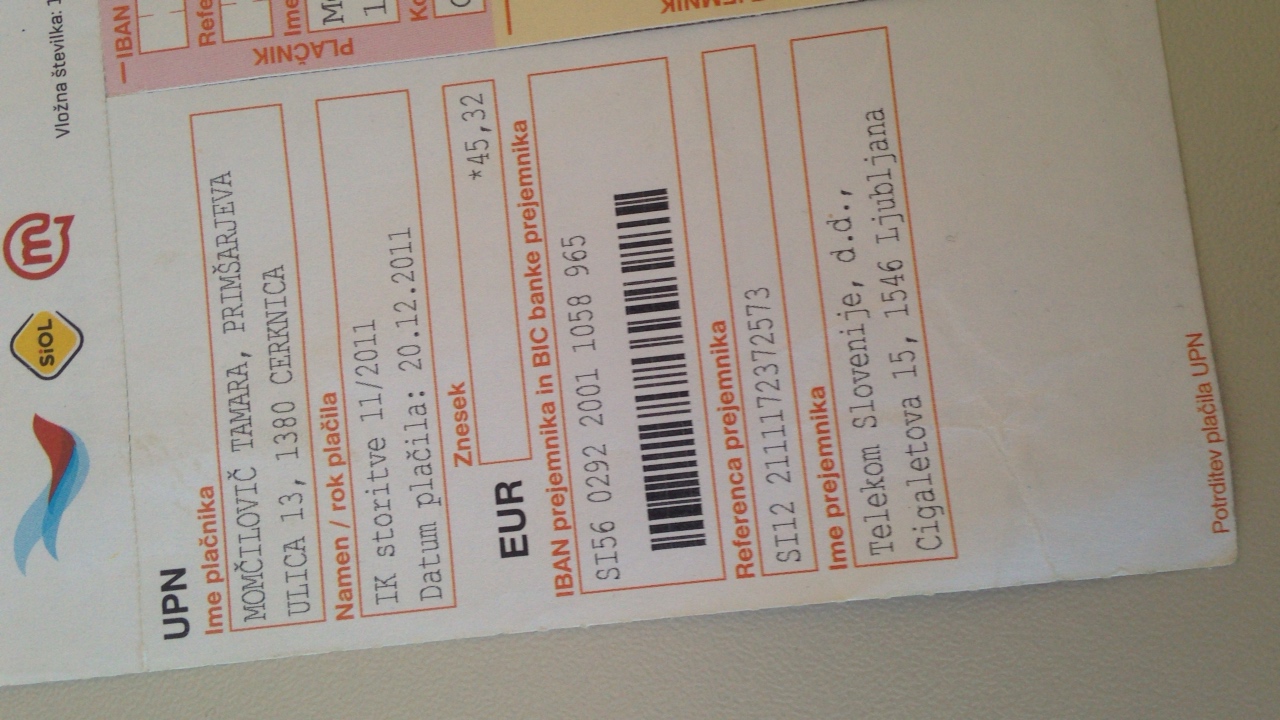 SiOL
m
Vložna številka: 1
UPN
Ime plačnika
MOMČILOVIČ TAMARA, PRIMŠARJEVA
ULICA 13, 1380 CERKNICA
Namen / rok plačila
IK storitve 11/2011
Datum plačila: 20.12.2011
Znesek
EUR *45,32
IBAN prejemnika in BIC banke prejemnika
SI56 0292 2001 1058 965
Referenca prejemnika
SI12 2111172372573
Ime prejemnika
Telekom Slovenije, d.d.,
Cigaletova 15, 1546 Ljubljana
Potrditev plačila UPN
IBAN
Refe
PLAČNIK
Ime
M
1